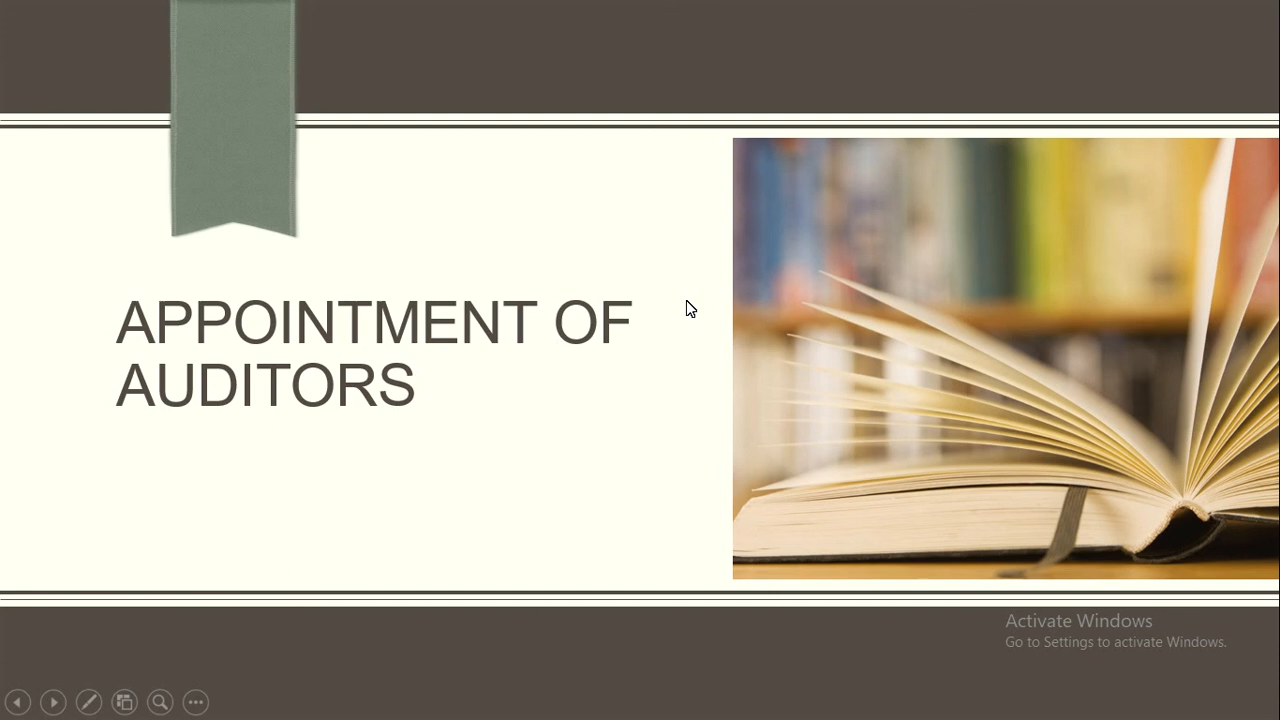 APPOINTMENT OF
AUDITORS
Activate Windows
Go to Settings to activate Windows.